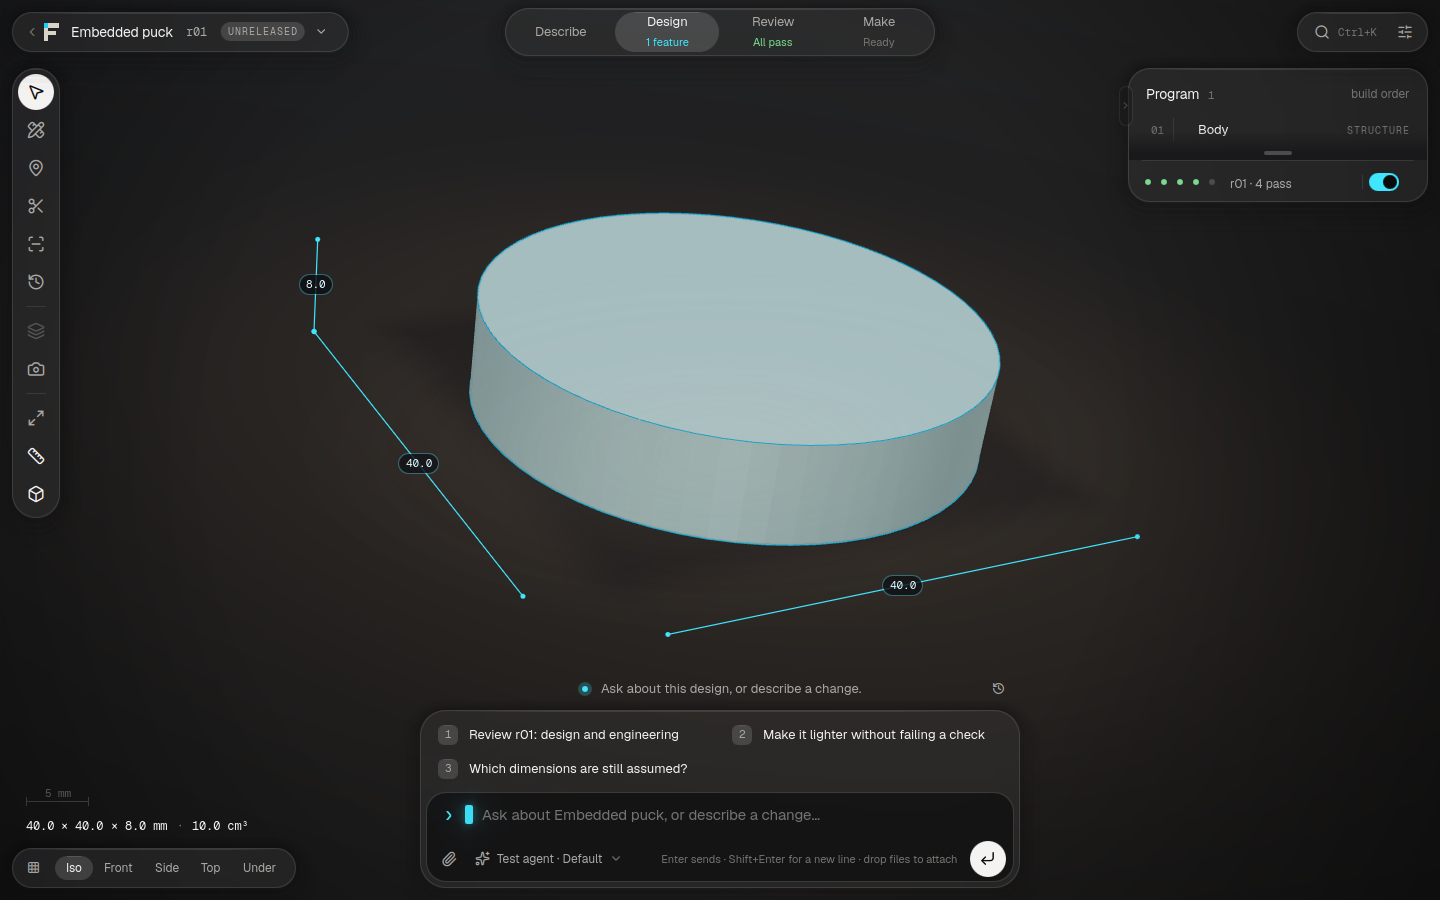 Embedded puck r01 UNRELEASED
Describe
Design
1 feature
Review
All pass
Make
Ready
Ctrl+K
Program 1 build order
01 Body STRUCTURE
r01 · 4 pass
8.0
40.0
40.0
Ask about this design, or describe a change.
1 Review r01: design and engineering
2 Make it lighter without failing a check
3 Which dimensions are still assumed?
Ask about Embedded puck, or describe a change...
Test agent · Default
Enter sends · Shift+Enter for a new line · drop files to attach
5 mm
40.0 × 40.0 × 8.0 mm · 10.0 cm³
Iso Front Side Top Under